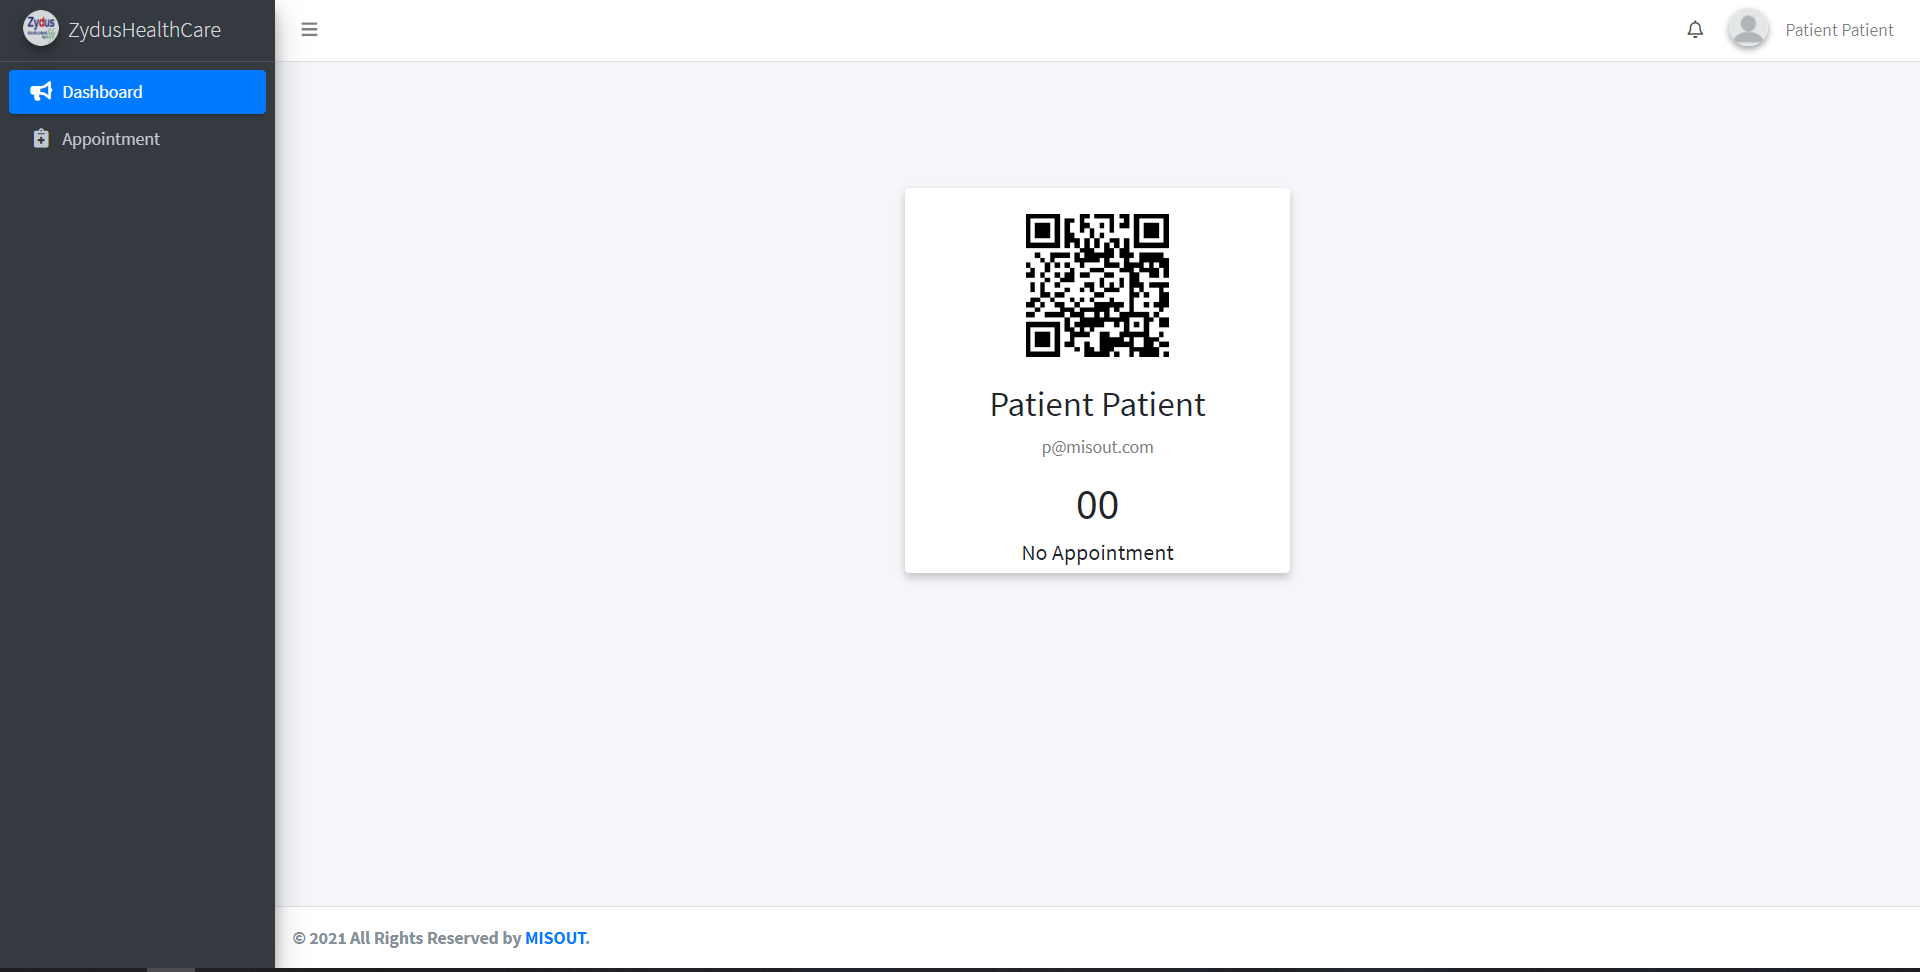 Zydus
ZydusHealthCare
Patient Patient
Dashboard
Appointment
Patient Patient
p@misout.com
00
No Appointment
© 2021 All Rights Reserved by MISOUT.